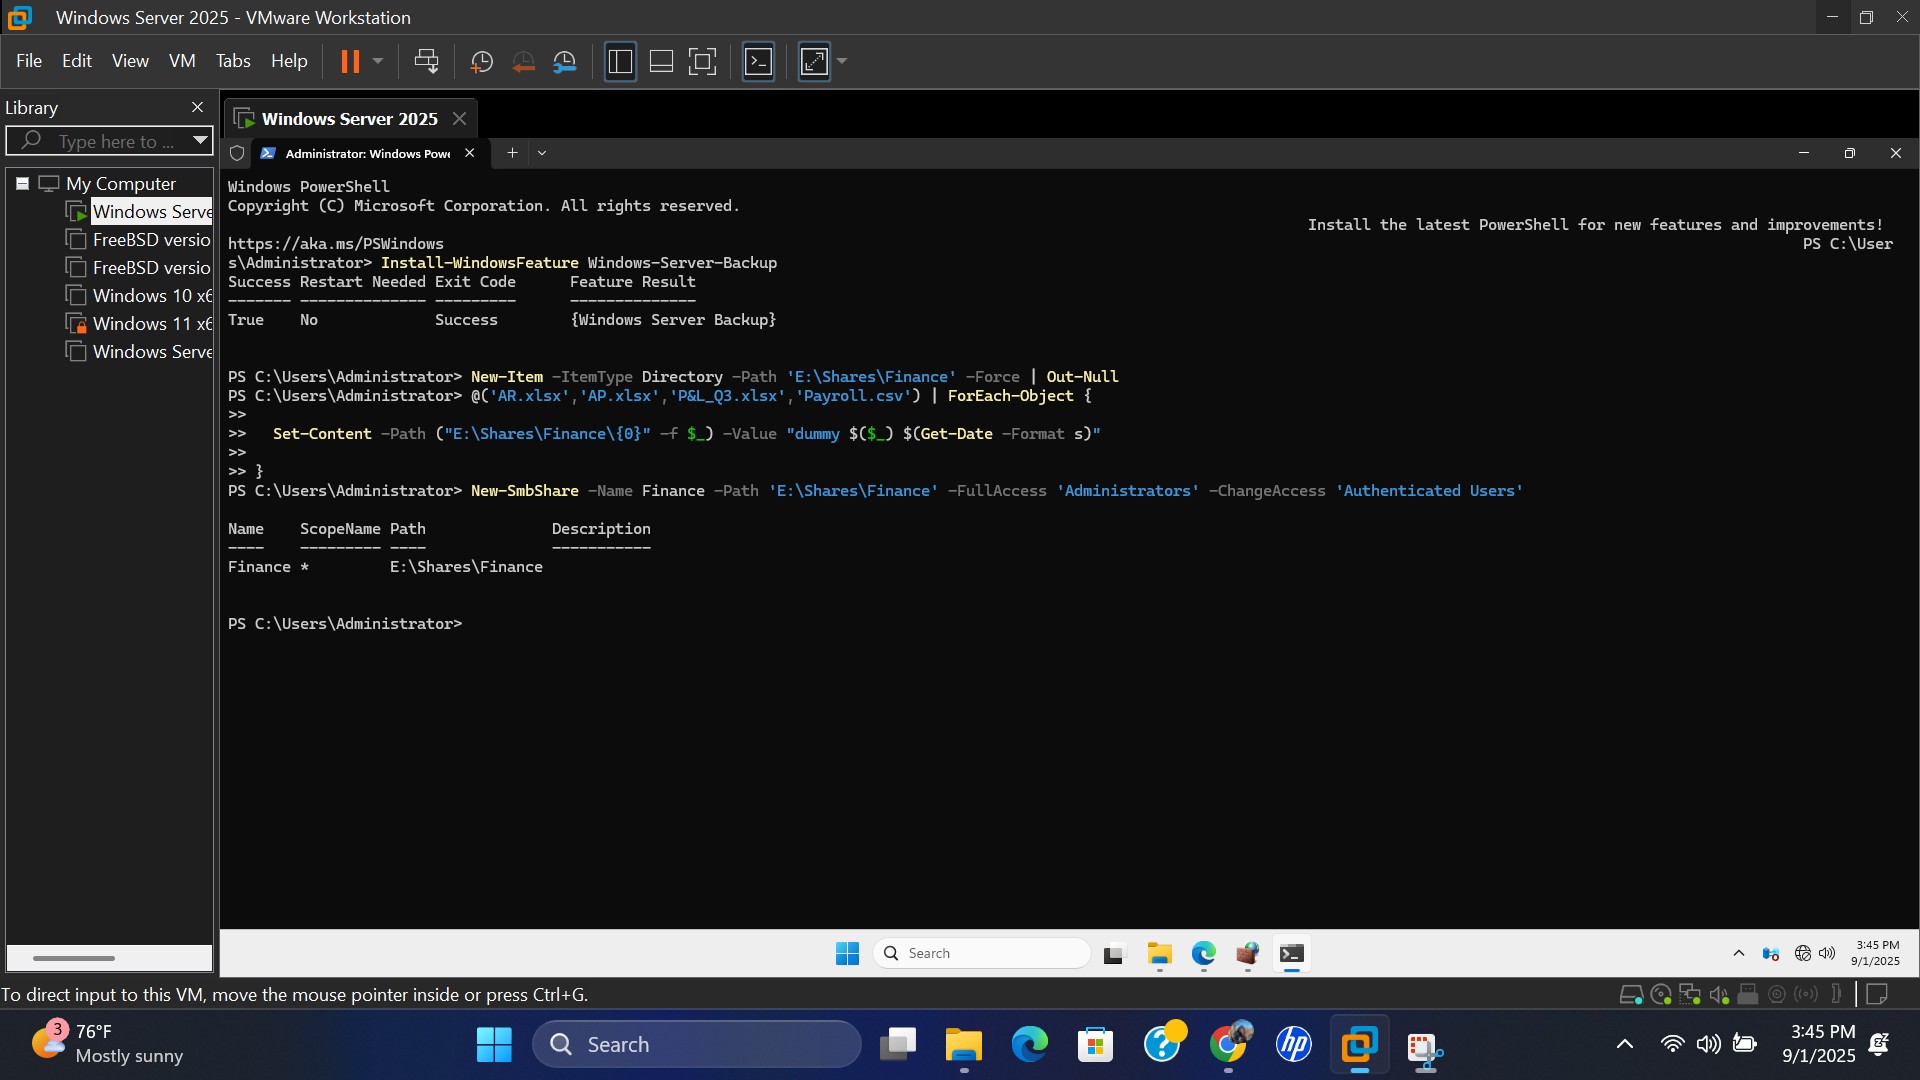 Windows Server 2025 - VMware Workstation
File Edit View VM Tabs Help
Library
Type here to ...
My Computer
Windows Serve
FreeBSD versio
FreeBSD versio
Windows 10 x6
Windows 11 x6
Windows Serve
Windows Server 2025
Administrator: Windows Powe
Windows PowerShell
Copyright (C) Microsoft Corporation. All rights reserved.
Install the latest PowerShell for new features and improvements!
https://aka.ms/PSWindows
PS C:\User
s\Administrator> Install-WindowsFeature Windows-Server-Backup
Success Restart Needed Exit Code      Feature Result
------- -------------- ---------      --------------
True    No             Success        {Windows Server Backup}
PS C:\Users\Administrator> New-Item -ItemType Directory -Path 'E:\Shares\Finance' -Force | Out-Null
PS C:\Users\Administrator> @('AR.xlsx','AP.xlsx','P&L_Q3.xlsx','Payroll.csv') | ForEach-Object {
>>
>>   Set-Content -Path ("E:\Shares\Finance\{0}" -f $_) -Value "dummy $($_) $(Get-Date -Format s)"
>>
>> }
PS C:\Users\Administrator> New-SmbShare -Name Finance -Path 'E:\Shares\Finance' -FullAccess 'Administrators' -ChangeAccess 'Authenticated Users'
Name    ScopeName Path              Description
----    --------- ----              -----------
Finance *         E:\Shares\Finance
PS C:\Users\Administrator>
Search
3:45 PM
9/1/2025
To direct input to this VM, move the mouse pointer inside or press Ctrl+G.
3
76°F
Mostly sunny
Search
hp
3:45 PM
9/1/2025